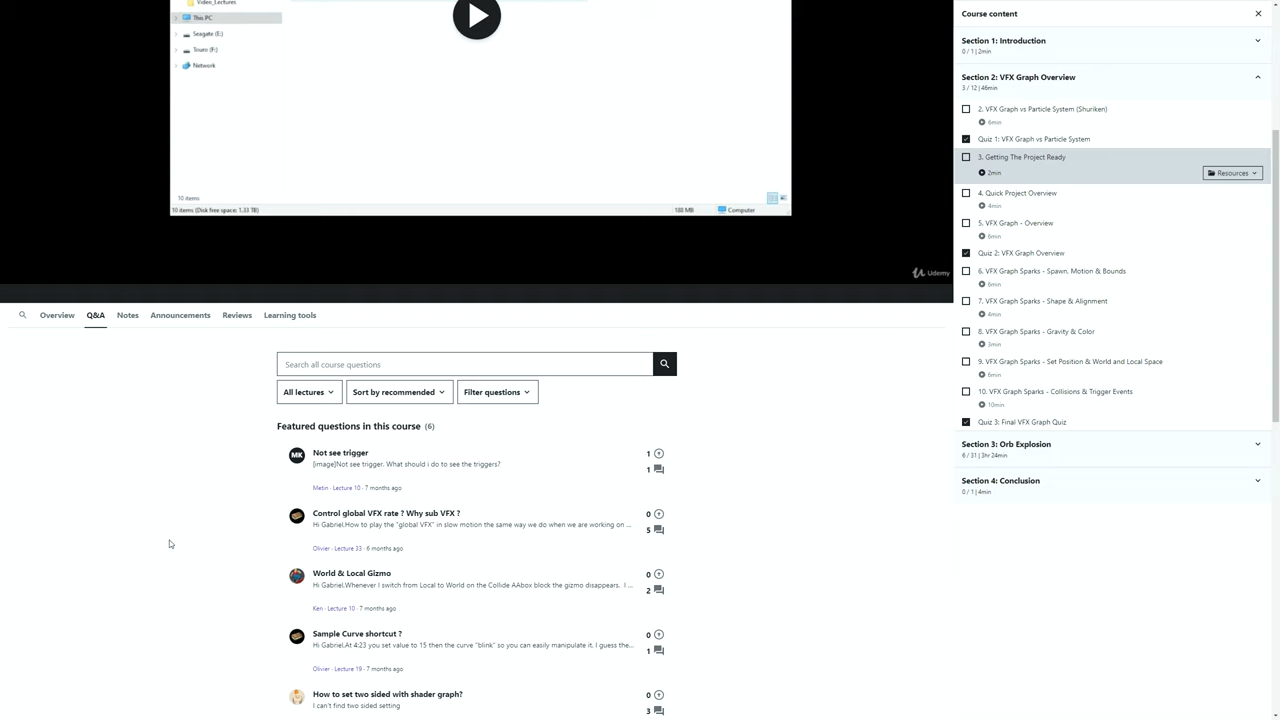 Video_Lectures
This PC
Seagate (E:)
Touro (F:)
Network
10 items
10 items (Disk free space: 1,33 TB)
188 MB
Computer
Udemy
Overview
Q&A
Notes
Announcements
Reviews
Learning tools
Search all course questions
All lectures
Sort by recommended
Filter questions
Featured questions in this course (6)
MK
Not see trigger
1
[image]Not see trigger. What should i do to see the triggers?
1
Metin · Lecture 10 · 7 months ago
Control global VFX rate ? Why sub VFX ?
0
Hi Gabriel.How to play the "global VFX" in slow motion the same way we do when we are working on ...
5
Olivier · Lecture 33 · 6 months ago
World & Local Gizmo
0
Hi Gabriel.Whenever I switch from Local to World on the Collide AAbox block the gizmo disappears. I ...
2
Ken · Lecture 10 · 7 months ago
Sample Curve shortcut ?
0
Hi Gabriel.At 4:23 you set value to 15 then the curve "blink" so you can easily manipulate it. I guess the...
1
Olivier · Lecture 19 · 7 months ago
How to set two sided with shader graph?
0
I can't find two sided setting
3
Course content
Section 1: Introduction
0 / 1 | 2min
Section 2: VFX Graph Overview
3 / 12 | 46min
2. VFX Graph vs Particle System (Shuriken)
8min
Quiz 1: VFX Graph vs Particle System
3. Getting The Project Ready
2min
Resources
4. Quick Project Overview
4min
5. VFX Graph - Overview
6min
Quiz 2: VFX Graph Overview
6. VFX Graph Sparks - Spawn, Motion & Bounds
6min
7. VFX Graph Sparks - Shape & Alignment
4min
8. VFX Graph Sparks - Gravity & Color
3min
9. VFX Graph Sparks - Set Position & World and Local Space
6min
10. VFX Graph Sparks - Collisions & Trigger Events
10min
Quiz 3: Final VFX Graph Quiz
Section 3: Orb Explosion
6 / 31 | 3hr 24min
Section 4: Conclusion
0 / 1 | 4min